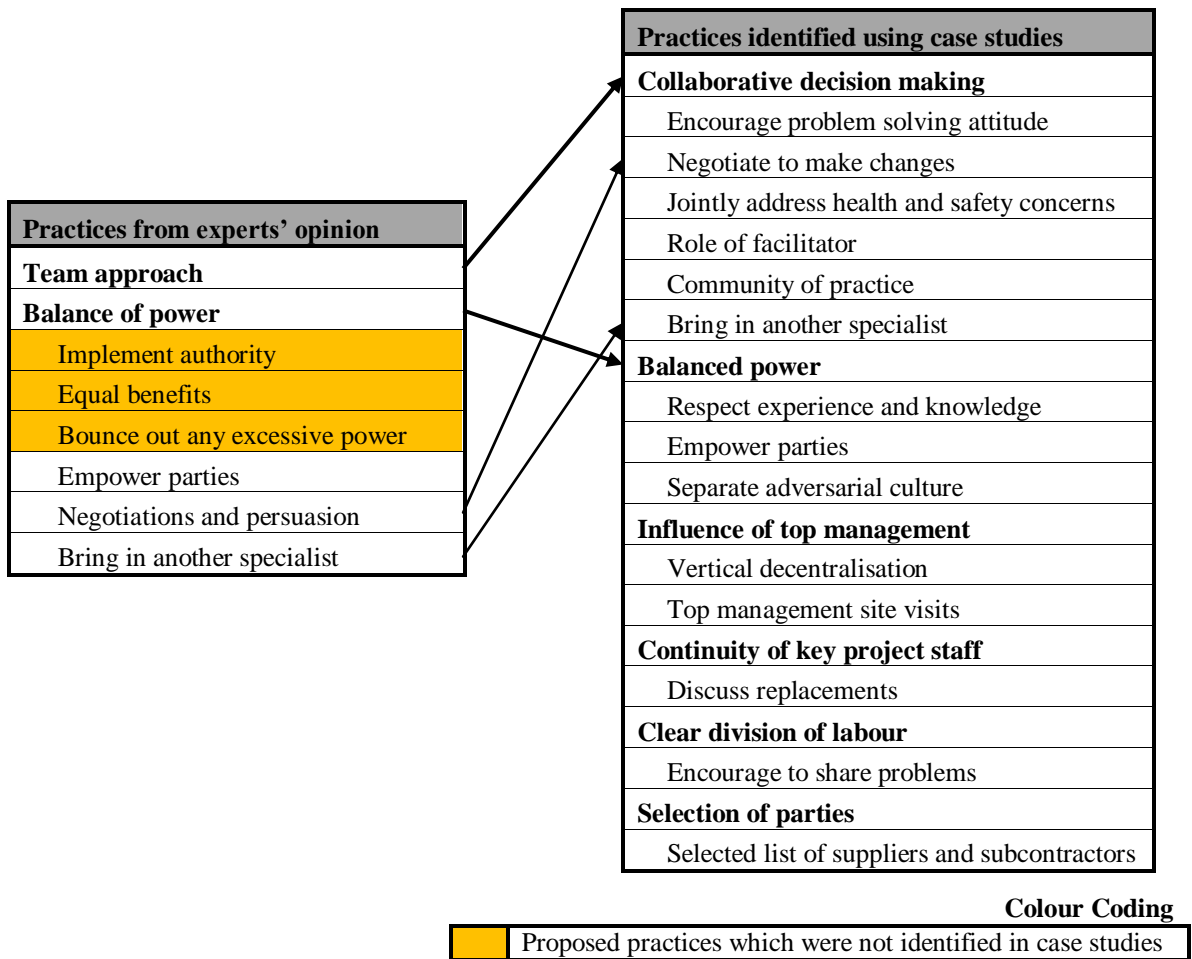 Practices from experts’ opinion
Team approach
Balance of power
Implement authority
Equal benefits
Bounce out any excessive power
Empower parties
Negotiations and persuasion
Bring in another specialist
Practices identified using case studies
Collaborative decision making
Encourage problem solving attitude
Negotiate to make changes
Jointly address health and safety concerns
Role of facilitator
Community of practice
Bring in another specialist
Balanced power
Respect experience and knowledge
Empower parties
Separate adversarial culture
Influence of top management
Vertical decentralisation
Top management site visits
Continuity of key project staff
Discuss replacements
Clear division of labour
Encourage to share problems
Selection of parties
Selected list of suppliers and subcontractors
Colour Coding
Proposed practices which were not identified in case studies